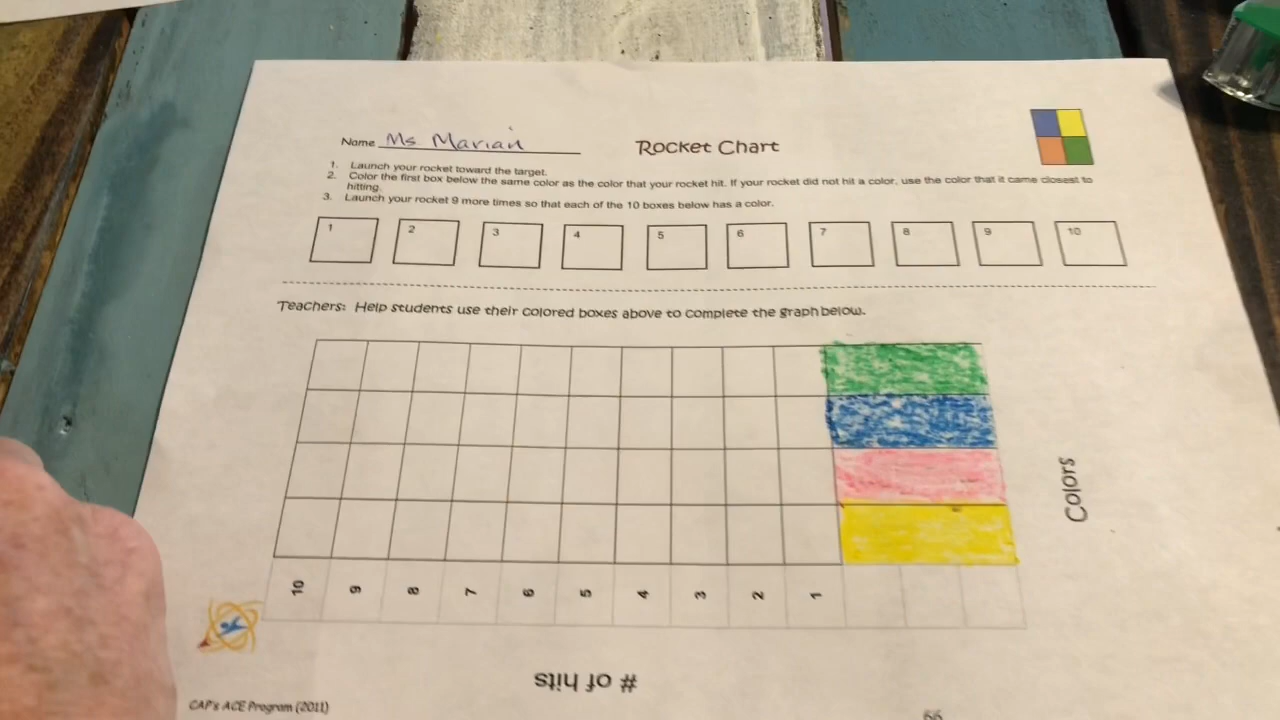 Name Ms Marian
Rocket Chart
1. Launch your rocket toward the target.
2. Color the first box below the same color as the color that your rocket hit. If your rocket did not hit a color, use the color that it came closest to
hitting.
3. Launch your rocket 9 more times so that each of the 10 boxes below has a color.
1 2 3 4 5 6 7 8 9 10
Teachers: Help students use their colored boxes above to complete the graph below.
Colors
10 9 8 7 6 5 4 3 2 1
# of hits
CAP's ACE Program (2011)
66